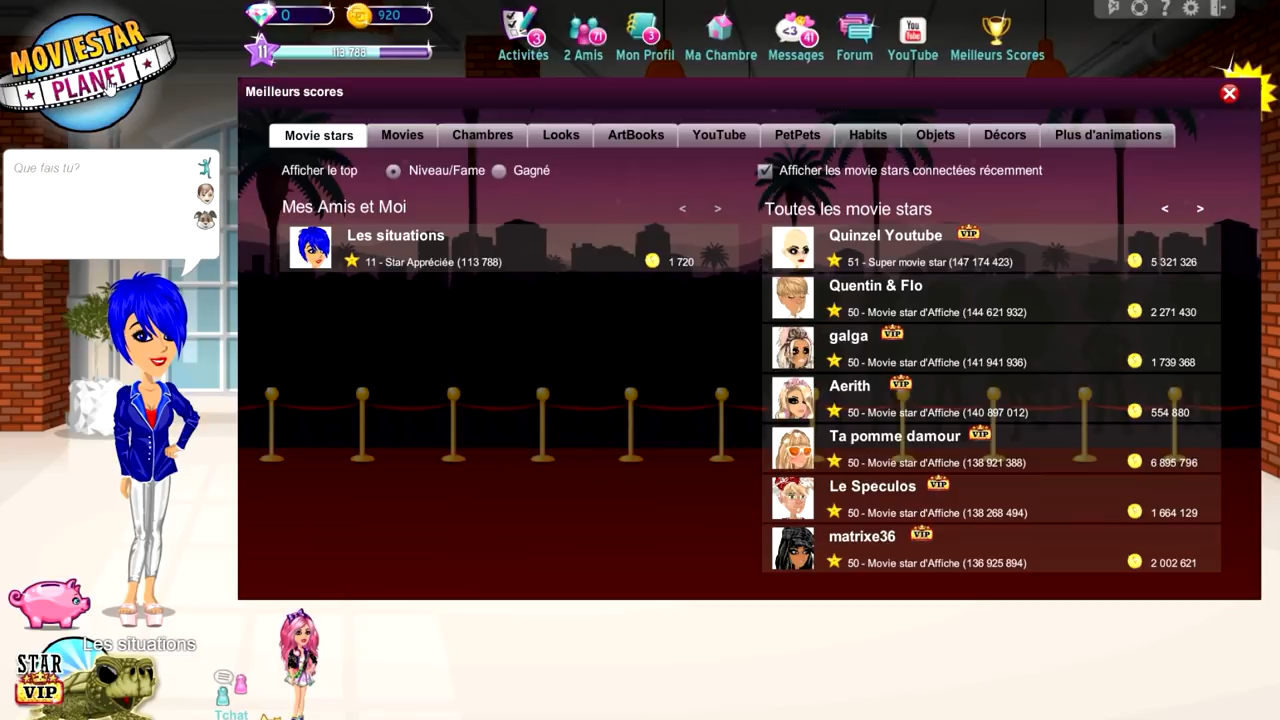 MOVIESTAR
PLANET
0
920
11
113 788
3
71
3
<3
41
You
Tube
Activités
2 Amis
Mon Profil
Ma Chambre
Messages
Forum
YouTube
Meilleurs Scores
Que fais tu?
Meilleurs scores
Movie stars
Movies
Chambres
Looks
ArtBooks
YouTube
PetPets
Habits
Objets
Décors
Plus d'animations
Afficher le top
Niveau/Fame
Gagné
Afficher les movie stars connectées récemment
Mes Amis et Moi
< >
Les situations
11 - Star Appréciée (113 788)
1 720
Toutes les movie stars
< >
Quinzel Youtube VIP
51 - Super movie star (147 174 423)
5 321 326
Quentin & Flo
50 - Movie star d'Affiche (144 621 932)
2 271 430
galga VIP
50 - Movie star d'Affiche (141 941 936)
1 739 368
Aerith VIP
50 - Movie star d'Affiche (140 897 012)
554 880
Ta pomme damour VIP
50 - Movie star d'Affiche (138 921 388)
6 895 796
Le Speculos VIP
50 - Movie star d'Affiche (138 268 494)
1 664 129
matrixe36 VIP
50 - Movie star d'Affiche (136 925 894)
2 002 621
Les situations
STAR
VIP
Tchat